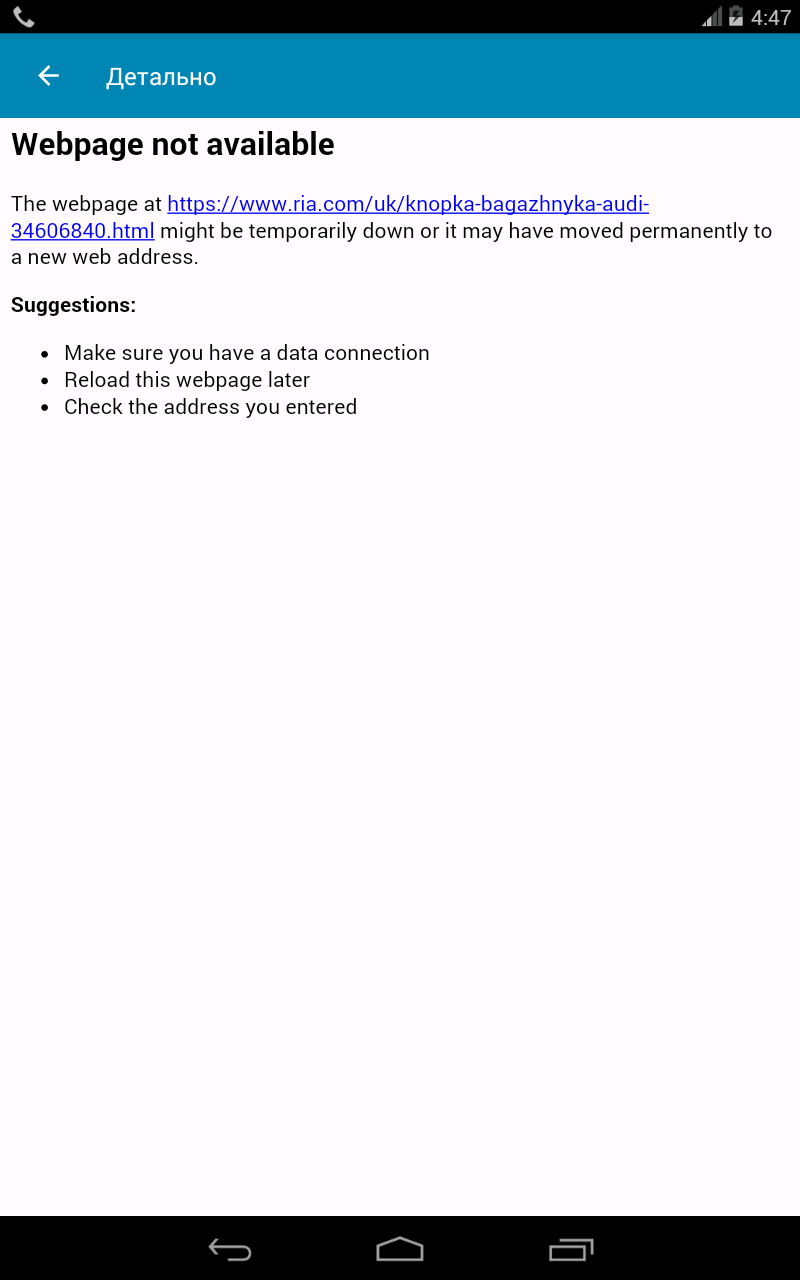 4:47
Детально
Webpage not available
The webpage at https://www.ria.com/uk/knopka-bagazhnyka-audi-
34606840.html might be temporarily down or it may have moved permanently to
a new web address.
Suggestions:
Make sure you have a data connection
Reload this webpage later
Check the address you entered